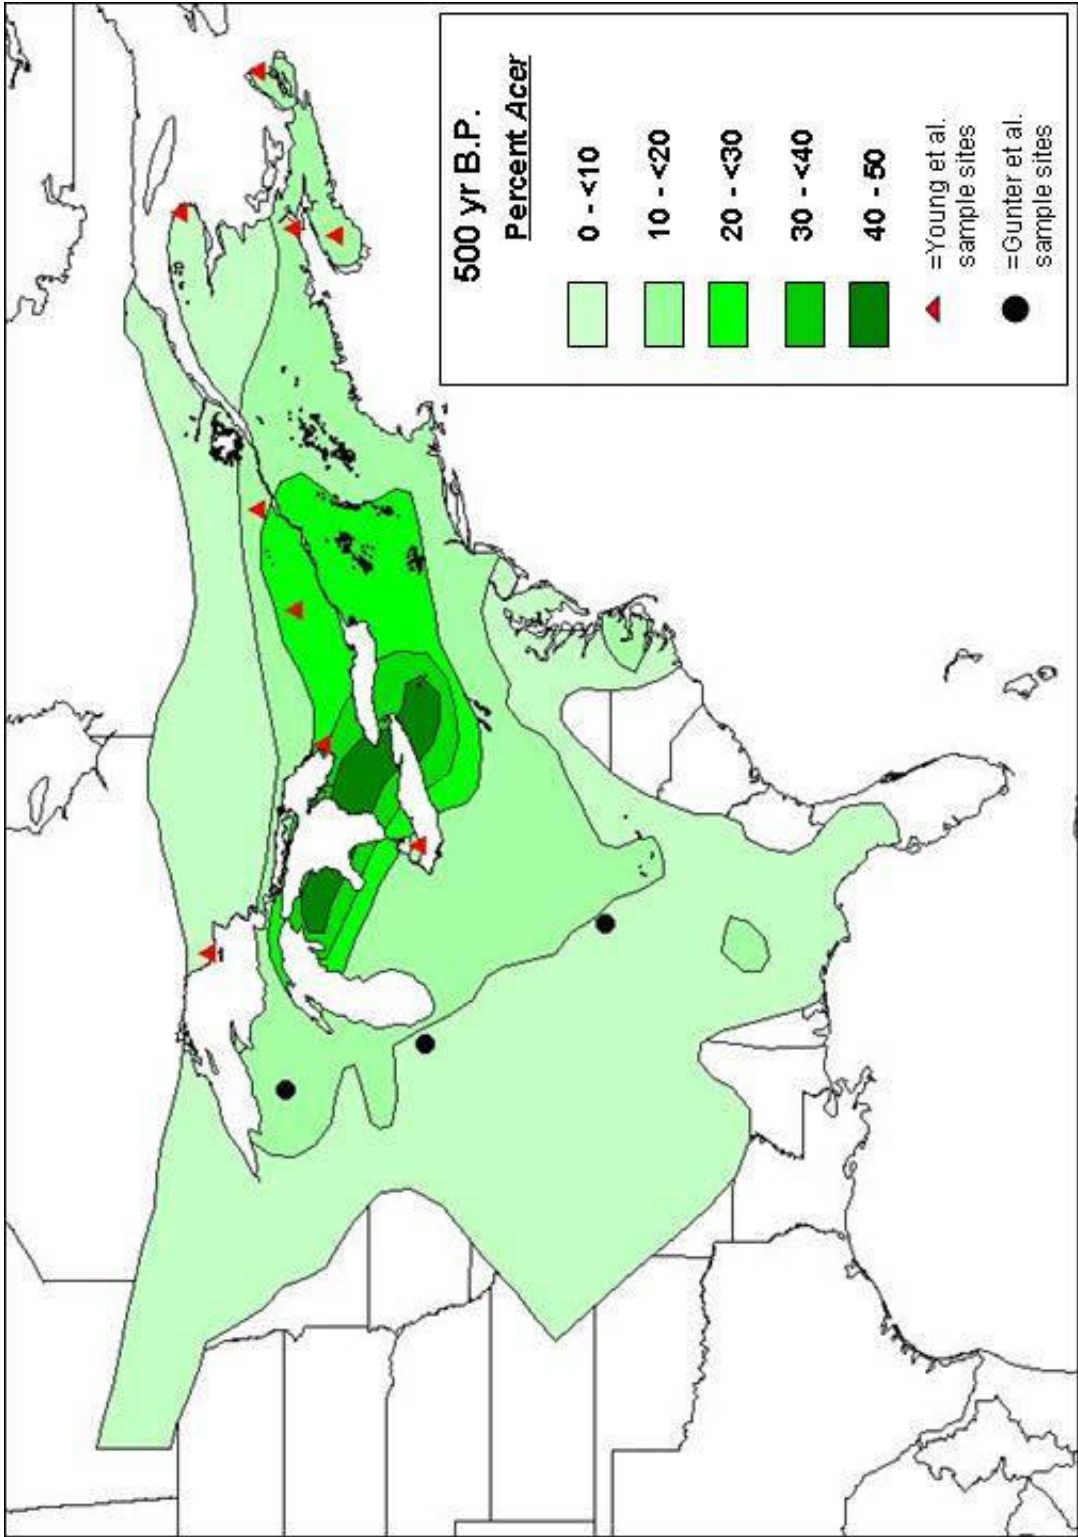 500 yr B.P.
Percent Acer
0 - <10
10 - <20
20 - <30
30 - <40
40 - 50
=Young et al.
sample sites
=Gunter et al.
sample sites